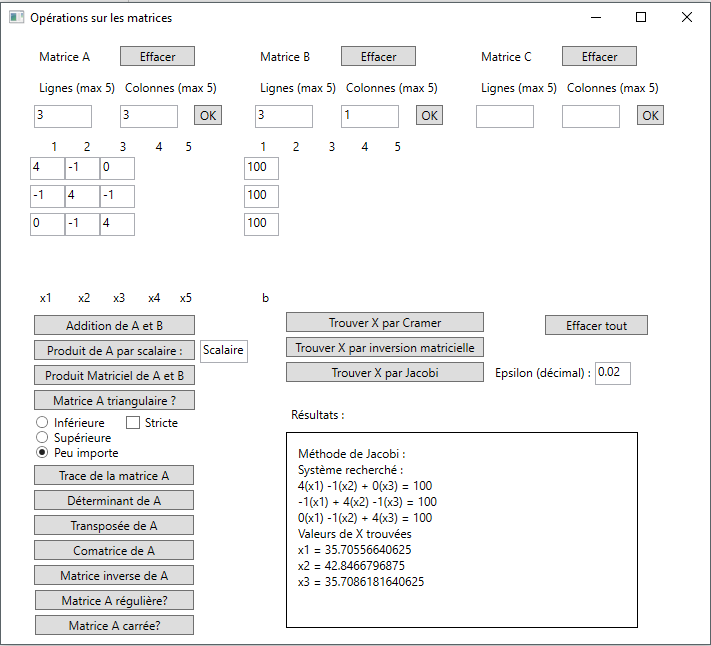 Opérations sur les matrices
Matrice A Effacer Matrice B Effacer Matrice C Effacer
Lignes (max 5) Colonnes (max 5) Lignes (max 5) Colonnes (max 5) Lignes (max 5) Colonnes (max 5)
3 3 OK 3 1 OK OK
1 2 3 4 5 1 2 3 4 5
4 -1 0 100
-1 4 -1 100
0 -1 4 100
x1 x2 x3 x4 x5 b
Addition de A et B
Produit de A par scalaire : Scalaire
Produit Matriciel de A et B
Matrice A triangulaire ?
Inférieure Stricte
Supérieure
Peu importe
Trace de la matrice A
Déterminant de A
Transposée de A
Comatrice de A
Matrice inverse de A
Matrice A régulière?
Matrice A carrée?
Trouver X par Cramer
Trouver X par inversion matricielle
Trouver X par Jacobi Epsilon (décimal) : 0.02
Effacer tout
Résultats :
Méthode de Jacobi :
Système recherché :
4(x1) -1(x2) + 0(x3) = 100
-1(x1) + 4(x2) -1(x3) = 100
0(x1) -1(x2) + 4(x3) = 100
Valeurs de X trouvées
x1 = 35.70556640625
x2 = 42.8466796875
x3 = 35.7086181640625